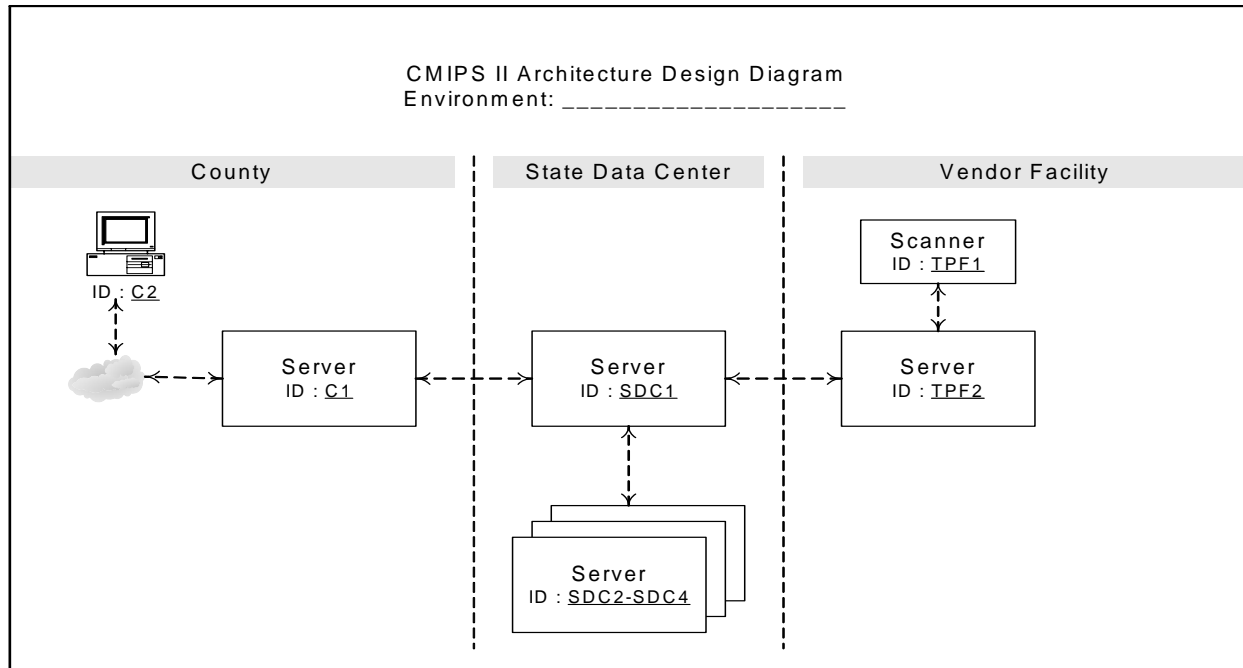 CMIPS II Architecture Design Diagram
Environment: ____________________
County
State Data Center
Vendor Facility
ID : C2
Scanner
ID : TPF1
Server
ID : C1
Server
ID : SDC1
Server
ID : TPF2
Server
ID : SDC2-SDC4